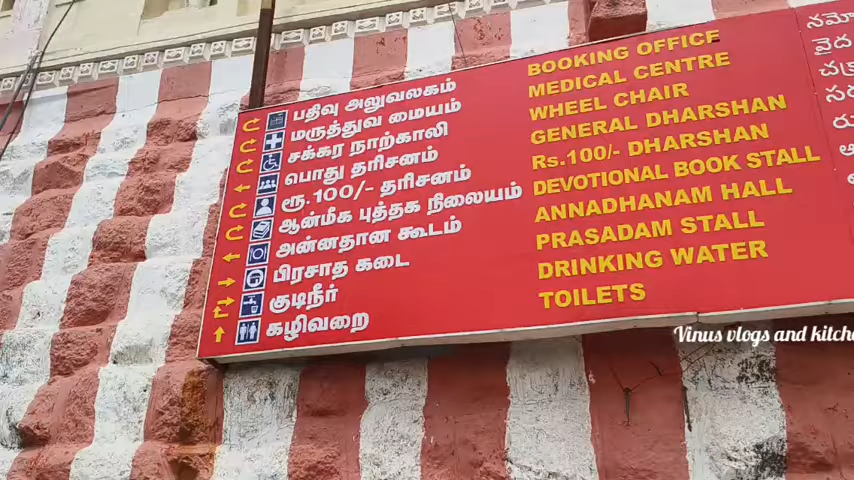 பதிவு அலுவலகம் BOOKING OFFICE
மருத்துவ மையம் MEDICAL CENTRE
சக்கர நாற்காலி WHEEL CHAIR
பொது தரிசனம் GENERAL DHARSHAN
ரூ.100/- தரிசனம் Rs.100/- DHARSHAN
ஆன்மீக புத்தக நிலையம் DEVOTIONAL BOOK STALL
அன்னதான கூடம் ANNADHANAM HALL
பிரசாத கடை PRASADAM STALL
குடிநீர் DRINKING WATER
கழிவறை TOILETS
Vinus vlogs and kitche